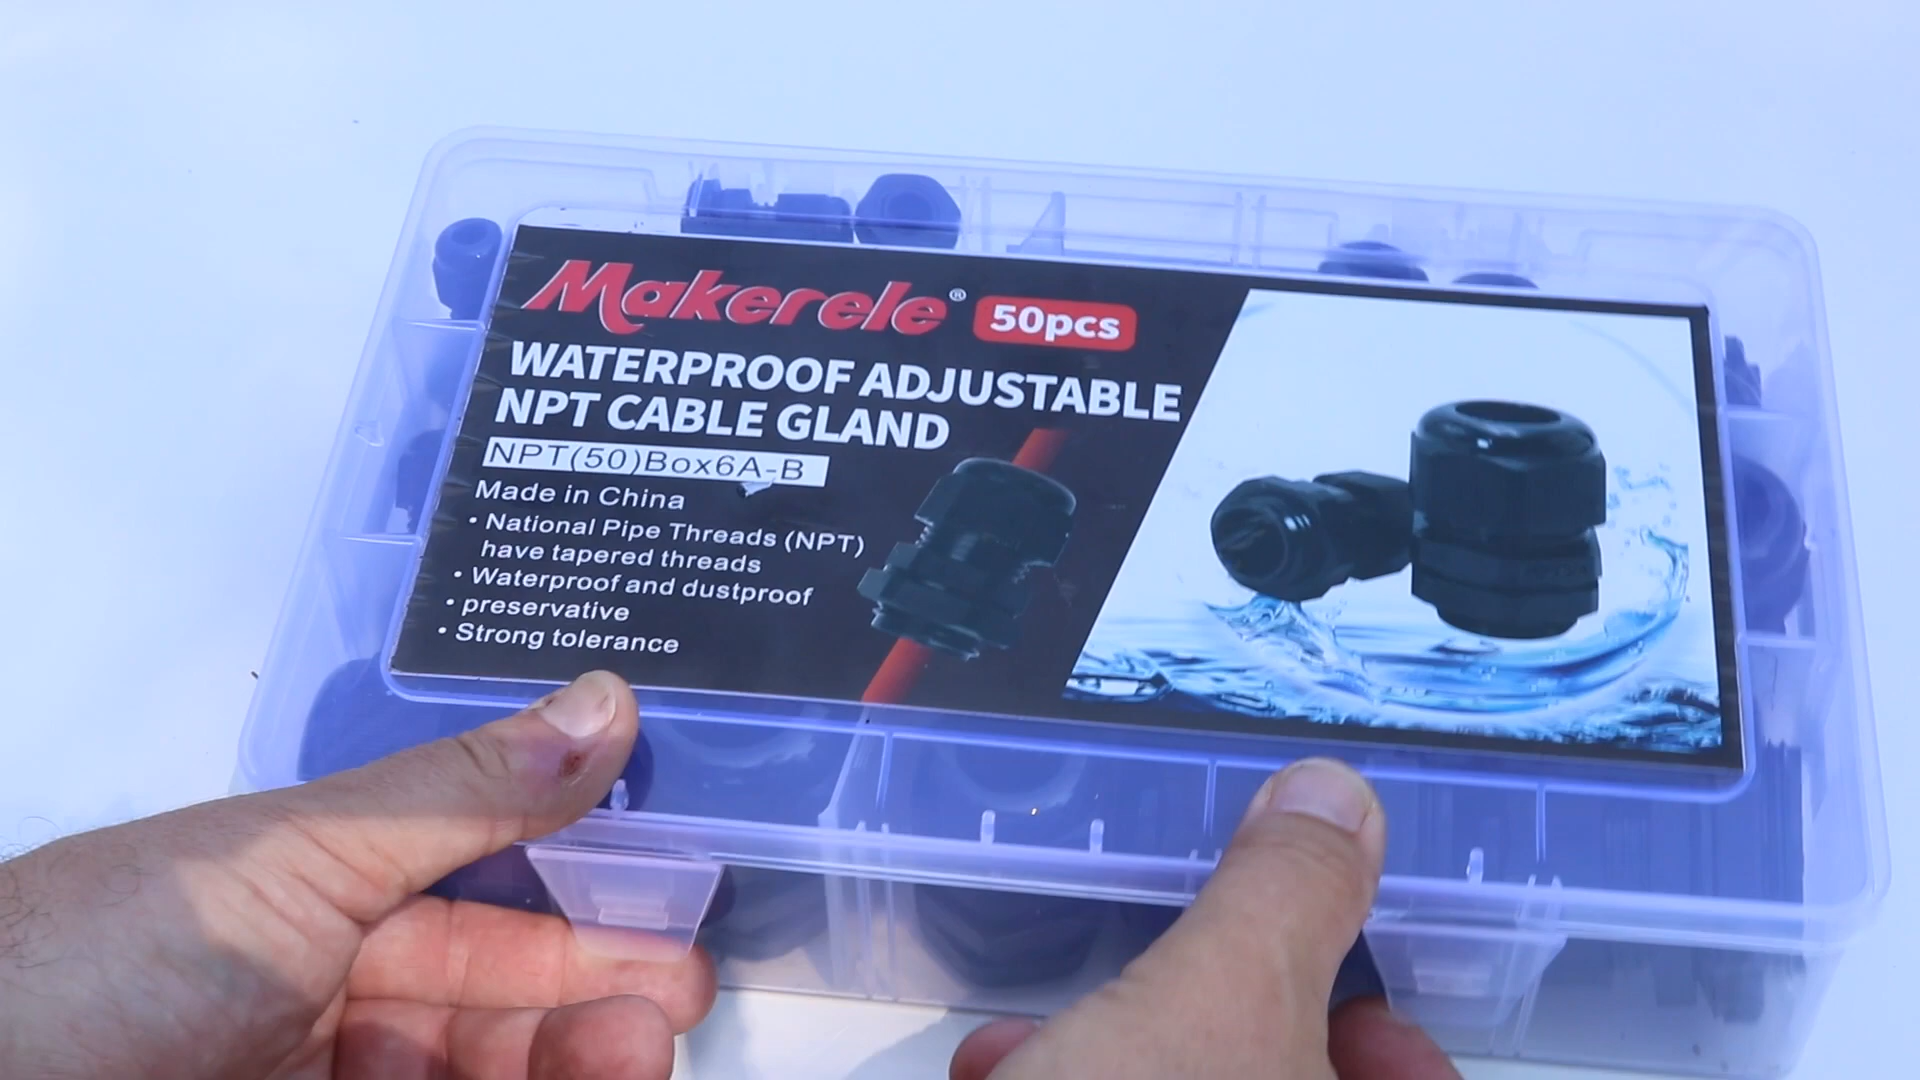 Makerele® 50pcs
WATERPROOF ADJUSTABLE
NPT CABLE GLAND
NPT(50)Box6A-B
Made in China
• National Pipe Threads (NPT)
have tapered threads
• Waterproof and dustproof
• preservative
• Strong tolerance